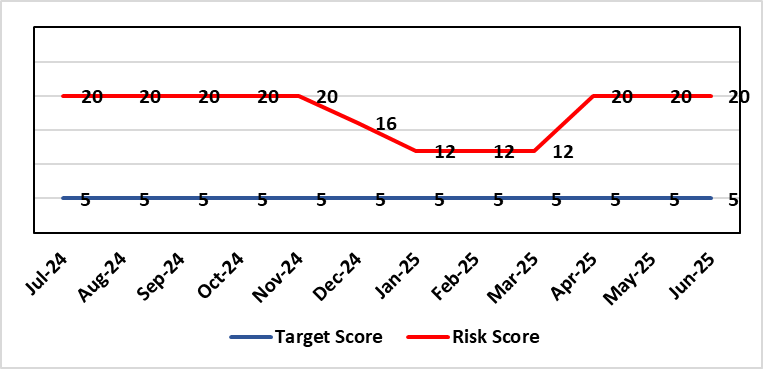 20 20 20 20 20 16 12 12 12 20 20 20
5 5 5 5 5 5 5 5 5 5 5 5
Jul-24 Aug-24 Sep-24 Oct-24 Nov-24 Dec-24 Jan-25 Feb-25 Mar-25 Apr-25 May-25 Jun-25
Target Score Risk Score